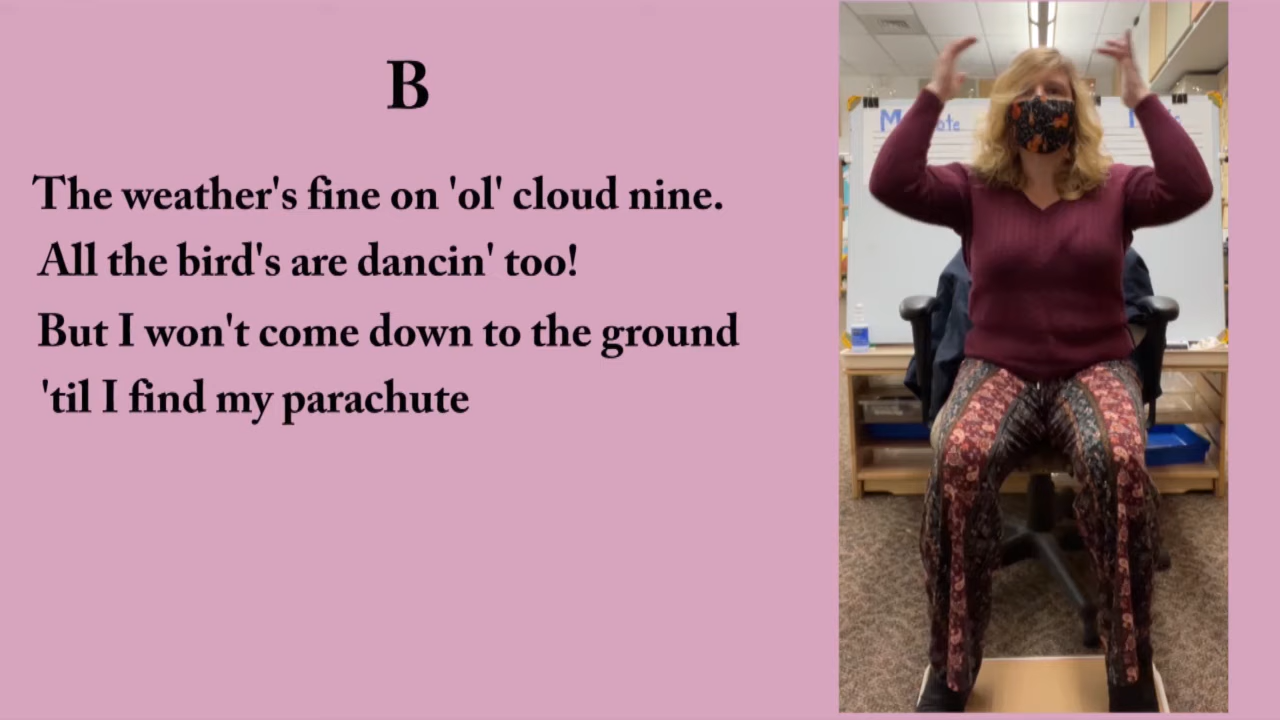 B
The weather's fine on 'ol' cloud nine.
All the bird's are dancin' too!
But I won't come down to the ground
'til I find my parachute